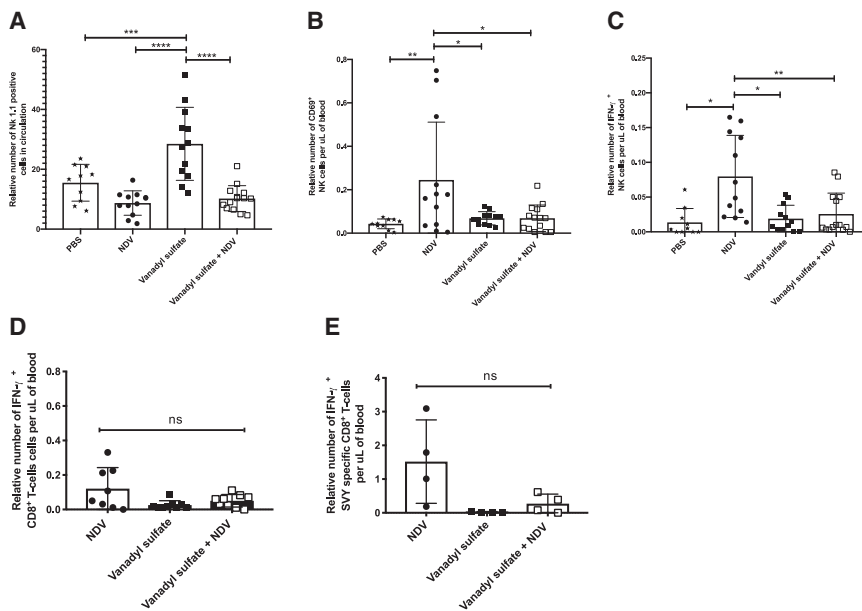 A
Relative number of Nk 1.1 positive
cells in circulation
60
40
20
0
***
****
****
PBS
NDV
Vanadyl sulfate
Vanadyl sulfate + NDV
B
Relative number of CD69+
NK cells per uL of blood
0.8
0.6
0.4
0.2
0.0
*
*
**
PBS
NDV
Vanadyl sulfate
Vanadyl sulfate + NDV
C
Relative number of IFN-γ +
NK cells per uL of blood
0.20
0.15
0.10
0.05
0.00
**
*
*
PBS
NDV
Vandyl sulfate
Vanadyl sulfate + NDV
D
Relative number of IFN-γ +
CD8+ T-cells cells per uL of blood
0.8
0.6
0.4
0.2
0.0
ns
NDV
Vanadyl sulfate
Vanadyl sulfate + NDV
E
Relative number of IFN-γ +
SVY specific CD8+ T-cells
per uL of blood
4
3
2
1
0
ns
NDV
Vanadyl sulfate
Vanadyl sulfate + NDV